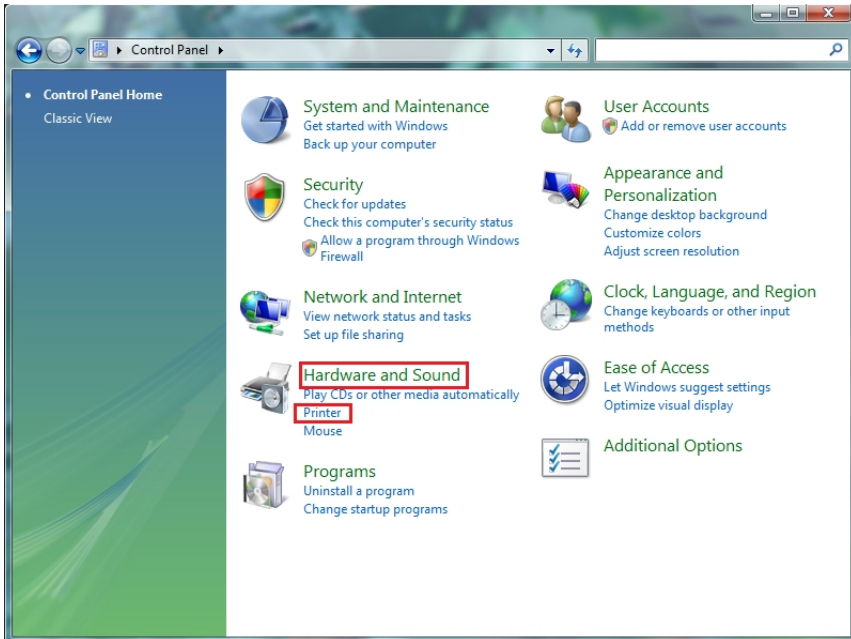 Control Panel
Control Panel Home
Classic View
System and Maintenance
Get started with Windows
Back up your computer
Security
Check for updates
Check this computer's security status
Allow a program through Windows
Firewall
Network and Internet
View network status and tasks
Set up file sharing
Hardware and Sound
Play CDs or other media automatically
Printer
Mouse
Programs
Uninstall a program
Change startup programs
User Accounts
Add or remove user accounts
Appearance and
Personalization
Change desktop background
Customize colors
Adjust screen resolution
Clock, Language, and Region
Change keyboards or other input
methods
Ease of Access
Let Windows suggest settings
Optimize visual display
Additional Options